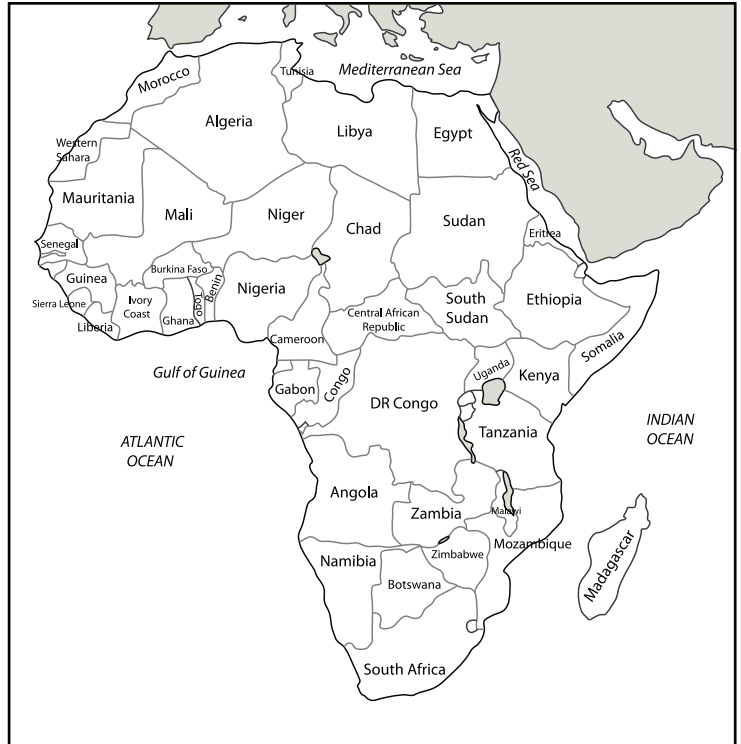 Mediterranean Sea
Tunisia
Morocco
Algeria
Libya
Egypt
Western
Sahara
Red Sea
Mauritania
Mali
Niger
Chad
Sudan
Eritrea
Senegal
Burkina Faso
Guinea
Benin
Togo
Nigeria
Sierra Leone
Ivory
Coast
Ghana
Liberia
Central African
Republic
South
Sudan
Ethiopia
Somalia
Cameroon
Gulf of Guinea
Gabon
Congo
DR Congo
Uganda
Kenya
Tanzania
ATLANTIC
OCEAN
INDIAN
OCEAN
Angola
Zambia
Malawi
Mozambique
Zimbabwe
Namibia
Botswana
Madagascar
South Africa